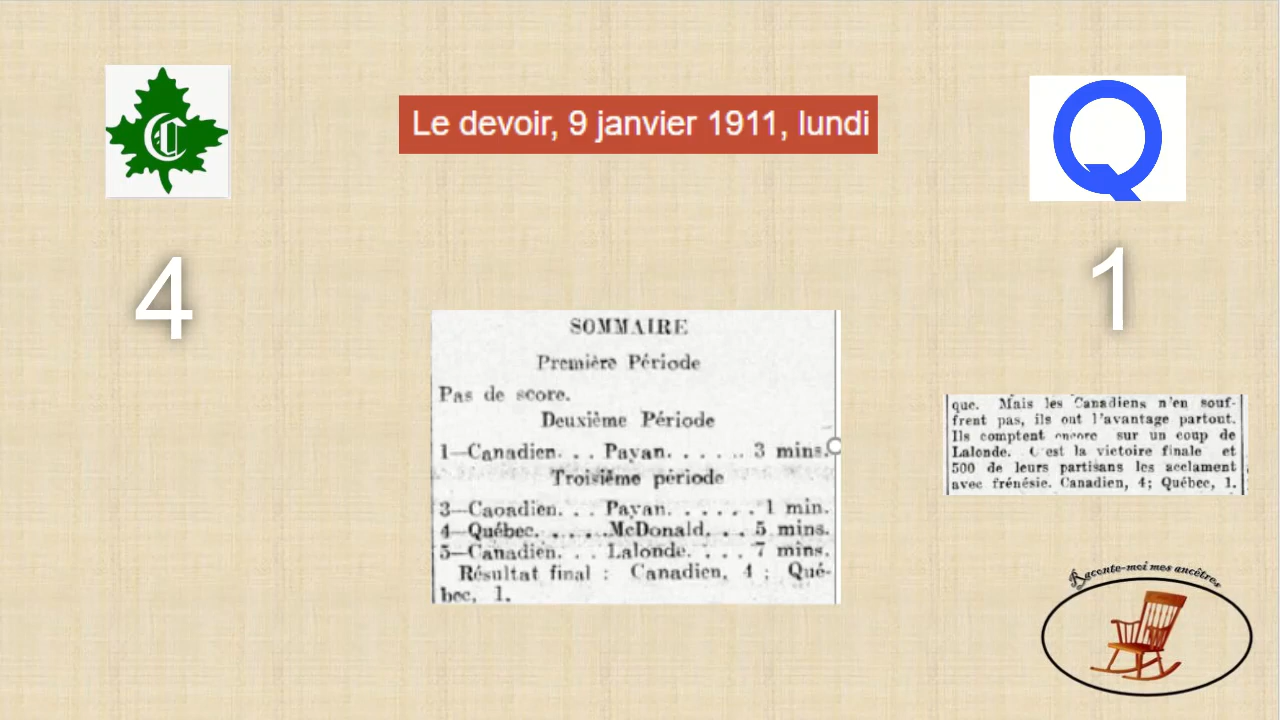 C
Le devoir, 9 janvier 1911, lundi
Q
4
1
SOMMAIRE
Première Période
Pas de score.
Deuxième Période
1—Canadien. . . Payan. . . . . . 3 mins.
Troisième période
3—Caoadien. . . Payan. . . . . . . 1 min.
4—Québec. . . . . .McDonald. . . 5 mins.
5—Canadien. . . Lalonde. . . . . 7 mins.
Résultat final : Canadien, 4 ; Qué-
bec, 1.
que. Mais les Canadiens n'en souf-
frent pas, ils ont l'avantage partout.
Ils comptent encore sur un coup de
Lalonde. C'est la victoire finale et
500 de leurs partisans les acclament
avec frénésie. Canadien, 4; Québec, 1.
Raconte-moi mes ancêtres